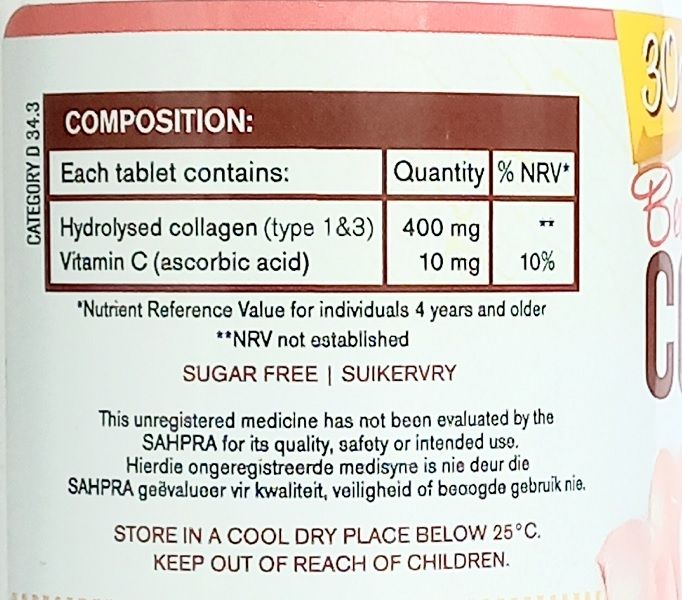 30
CATEGORY D 34.3
COMPOSITION:
Each tablet contains: Quantity % NRV*
Hydrolysed collagen (type 1&3) 400 mg **
Vitamin C (ascorbic acid) 10 mg 10%
*Nutrient Reference Value for individuals 4 years and older
**NRV not established
SUGAR FREE | SUIKERVRY
This unregistered medicine has not been evaluated by the
SAHPRA for its quality, safety or intended use.
Hierdie ongeregistreerde medisyne is nie deur die
SAHPRA geëvalueer vir kwaliteit, veiligheid of beoogde gebruik nie.
STORE IN A COOL DRY PLACE BELOW 25°C.
KEEP OUT OF REACH OF CHILDREN.